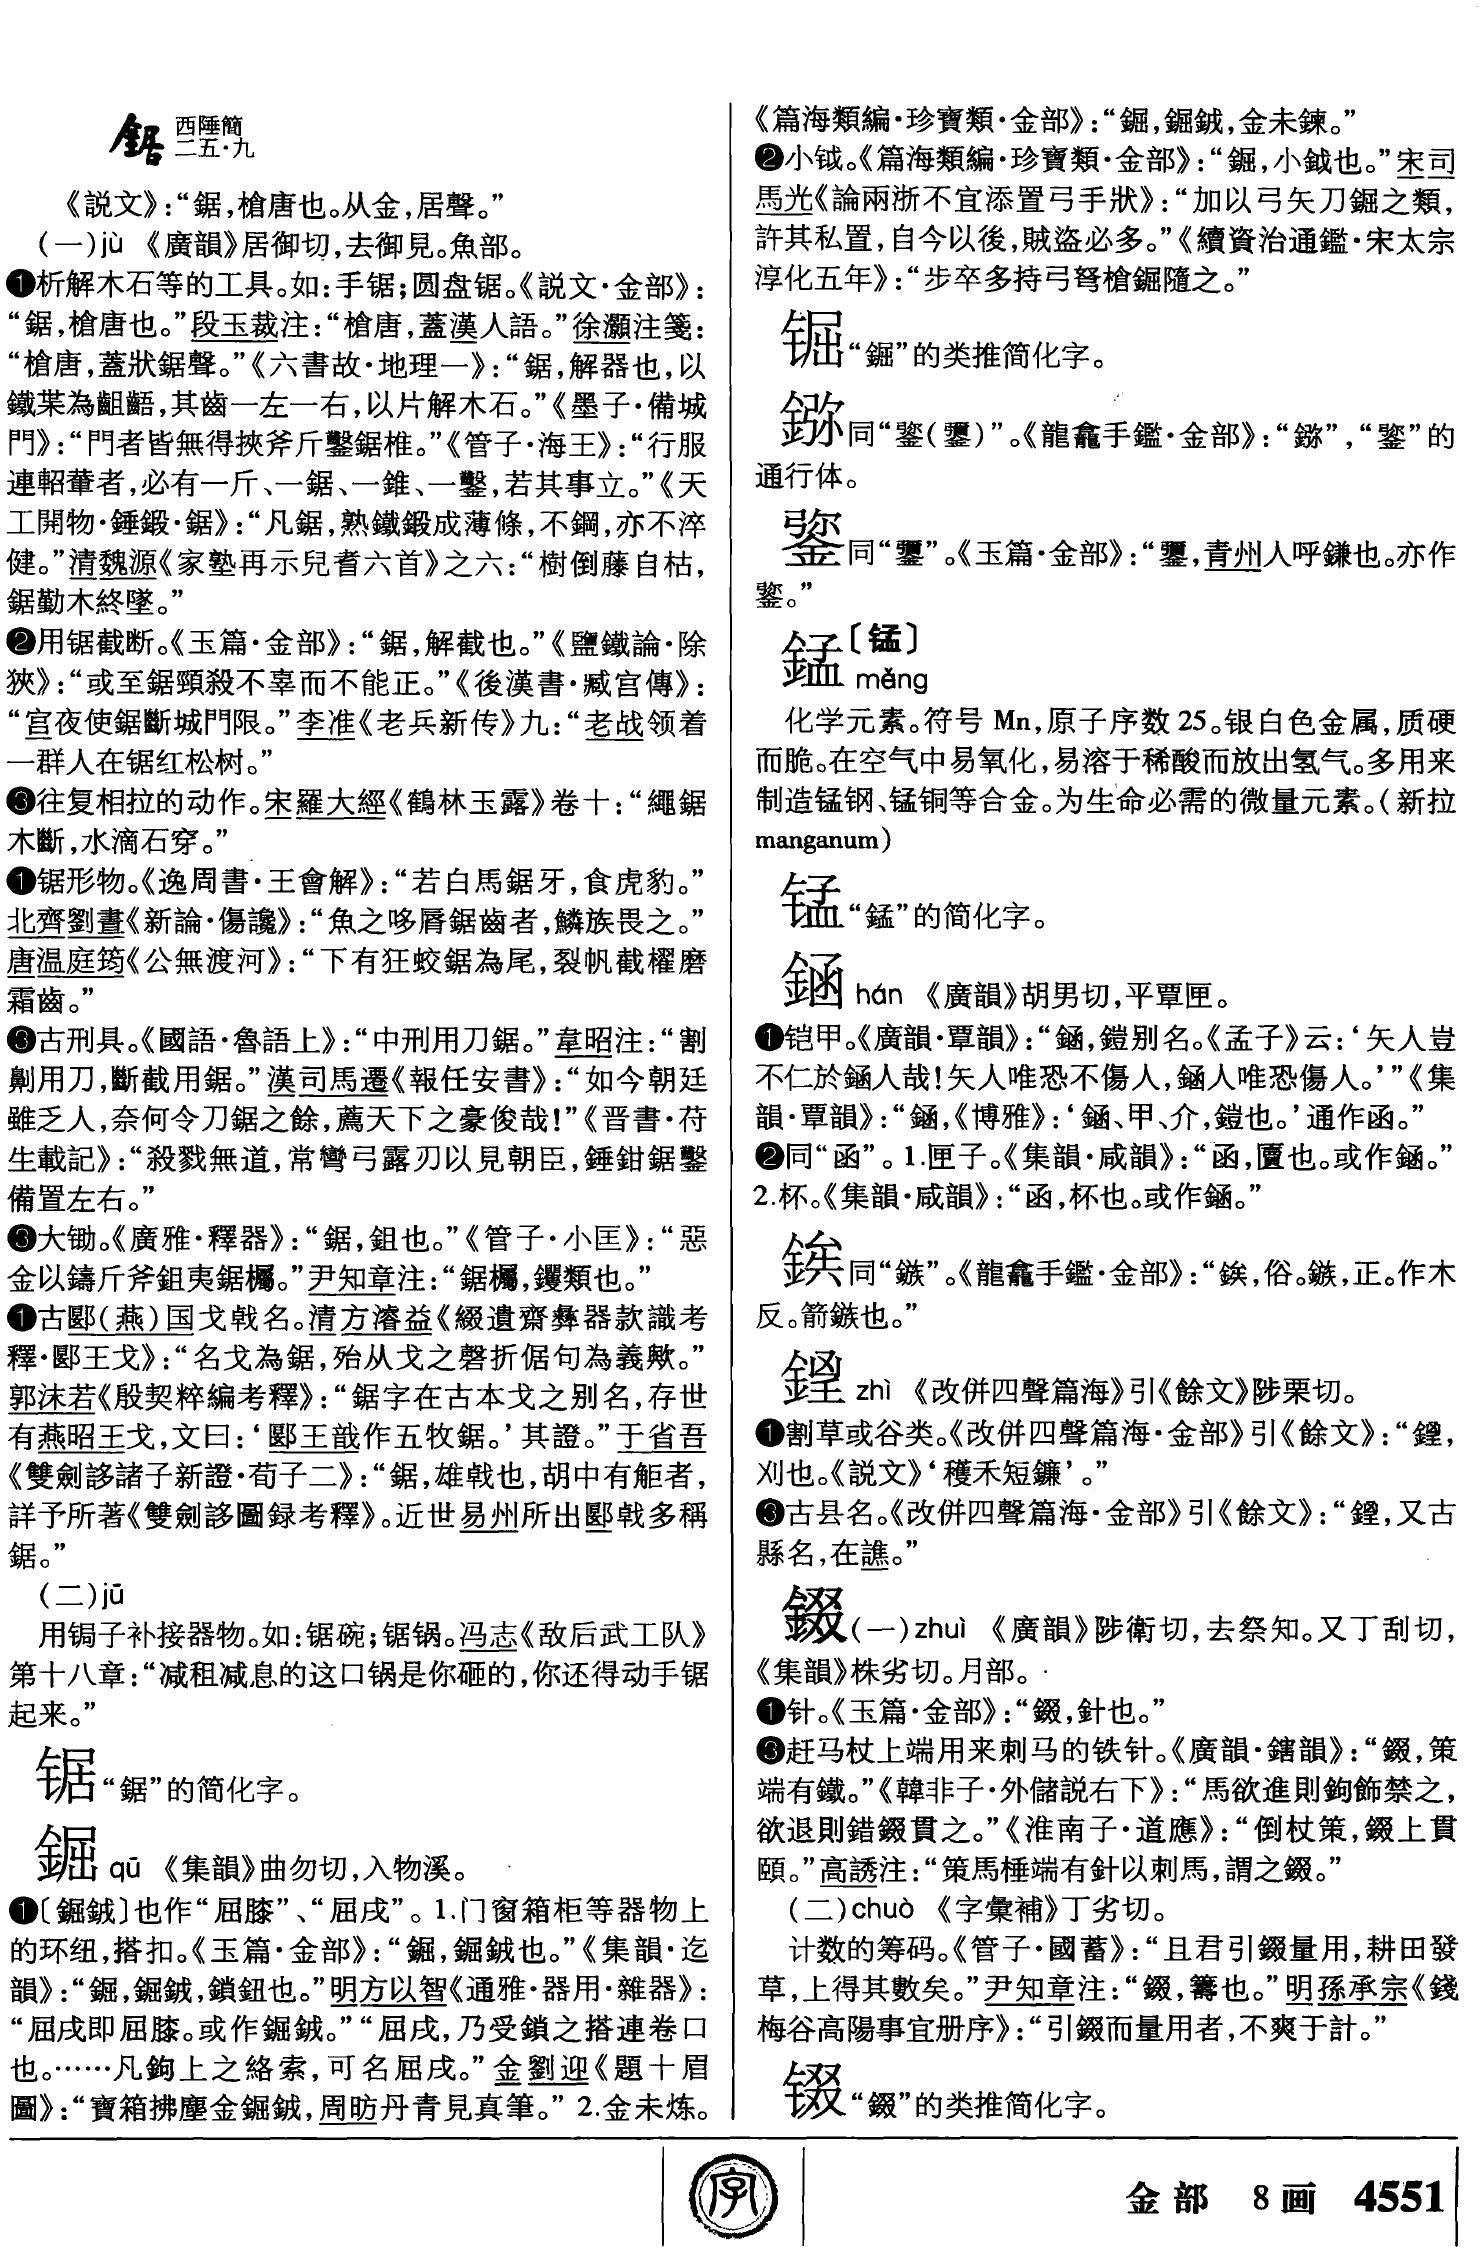 鋸 西陲簡
二五·九
《説文》：“鋸，槍唐也。从金，居聲。”
（一）jù 《廣韻》居御切，去御見。魚部。
❶析解木石等的工具。如：手锯；圆盘锯。《説文·金部》：
“鋸，槍唐也。”段玉裁注：“槍唐，蓋漢人語。”徐灝注箋：
“槍唐，蓋狀鋸聲。”《六書故·地理一》：“鋸，解器也，以
鐵枼為齟齬，其齒一左一右，以片解木石。”《墨子·備城
門》：“門者皆無得挾斧斤鑿鋸椎。”《管子·海王》：“行服
連軺輂者，必有一斤、一鋸、一錐、一鑿，若其事立。”《天
工開物·錘鍛·鋸》：“凡鋸，熟鐵鍛成薄條，不鋼，亦不淬
健。”清魏源《家塾再示兒耆六首》之六：“樹倒藤自枯，
鋸勤木終墜。”
❷用锯截断。《玉篇·金部》：“鋸，解截也。”《鹽鐵論·除
狹》：“或至鋸頸殺不辜而不能正。”《後漢書·臧宫傳》：
“宫夜使鋸斷城門限。”李准《老兵新传》九：“老战领着
一群人在锯红松树。”
❸往复相拉的动作。宋羅大經《鶴林玉露》卷十：“繩鋸
木斷，水滴石穿。”
❶锯形物。《逸周書·王會解》：“若白馬鋸牙，食虎豹。”
北齊劉晝《新論·傷讒》：“魚之哆脣鋸齒者，鱗族畏之。”
唐温庭筠《公無渡河》：“下有狂蛟鋸為尾，裂帆截櫂磨
霜齒。”
❸古刑具。《國語·魯語上》：“中刑用刀鋸。”韋昭注：“割
劓用刀，斷截用鋸。”漢司馬遷《報任安書》：“如今朝廷
雖乏人，奈何令刀鋸之餘，薦天下之豪俊哉！”《晋書·苻
生載記》：“殺戮無道，常彎弓露刃以見朝臣，錘鉗鋸鑿
備置左右。”
❸大锄。《廣雅·釋器》：“鋸，鉏也。”《管子·小匡》：“惡
金以鑄斤斧鉏夷鋸欘。”尹知章注：“鋸欘，钁類也。”
❶古郾（燕）国戈戟名。清方濬益《綴遺齋彝器款識考
釋·郾王戈》：“名戈為鋸，殆从戈之磬折倨句為義歟。”
郭沫若《殷契粹編考釋》：“鋸字在古本戈之别名，存世
有燕昭王戈，文曰：‘郾王戠作五牧鋸。’其證。”于省吾
《雙劍誃諸子新證·荀子二》：“鋸，雄戟也，胡中有鉅者，
詳予所著《雙劍誃圖録考釋》。近世易州所出郾戟多稱
鋸。”
（二）jū
用锔子补接器物。如：锯碗；锯锅。冯志《敌后武工队》
第十八章：“减租减息的这口锅是你砸的，你还得动手锯
起来。”
锯“鋸”的简化字。
鋸 qū 《集韻》曲勿切，入物溪。
❶〔鋸鉞〕也作“屈膝”、“屈戌”。1.门窗箱柜等器物上
的环纽，搭扣。《玉篇·金部》：“鋸，鋸鉞也。”《集韻·迄
韻》：“鋸，鋸鉞，鎖鈕也。”明方以智《通雅·器用·雜器》：
“屈戌即屈膝。或作鋸鉞。”“屈戌，乃受鎖之搭連卷口
也。……凡鉤上之絡索，可名屈戌。”金劉迎《題十眉
圖》：“寶箱拂塵金鋸鉞，周昉丹青見真筆。”2.金未炼。
《篇海類編·珍寶類·金部》：“鋸，鋸鉞，金未鍊。”
❷小钺。《篇海類編·珍寶類·金部》：“鋸，小鉞也。”宋司
馬光《論兩浙不宜添置弓手狀》：“加以弓矢刀鋸之類，
許其私置，自今以後，賊盜必多。”《續資治通鑑·宋太宗
淳化五年》：“步卒多持弓弩槍鋸隨之。”
“鋸”的类推简化字。
同“鍳（䥸）”。《龍龕手鑑·金部》：“鉨”，“鍳”的
通行体。
同“䥸”。《玉篇·金部》：“䥸，青州人呼鎌也。亦作
鍳。”
錳〔锰〕
měng
化学元素。符号 Mn，原子序数 25。银白色金属，质硬
而脆。在空气中易氧化，易溶于稀酸而放出氢气。多用来
制造锰钢、锰铜等合金。为生命必需的微量元素。（新拉
manganum）
锰“錳”的简化字。
鋡 hán 《廣韻》胡男切，平覃匣。
❶铠甲。《廣韻·覃韻》：“鋡，鎧别名。《孟子》云：‘矢人豈
不仁於鋡人哉！矢人唯恐不傷人，鋡人唯恐傷人。’”《集
韻·覃韻》：“鋡，《博雅》：‘鋡、甲、介，鎧也。’通作函。”
❷同“函”。1.匣子。《集韻·咸韻》：“函，匵也。或作鋡。”
2.杯。《集韻·咸韻》：“函，杯也。或作鋡。”
同“鏃”。《龍龕手鑑·金部》：“鉃，俗。鏃，正。作木
反。箭鏃也。”
銍 zhì 《改併四聲篇海》引《餘文》陟栗切。
❶割草或谷类。《改併四聲篇海·金部》引《餘文》：“銍，
刈也。《説文》‘穫禾短鐮’。”
❸古县名。《改併四聲篇海·金部》引《餘文》：“銍，又古
縣名，在譙。”
錣（一）zhuì 《廣韻》陟衛切，去祭知。又丁刮切，
《集韻》株劣切。月部。
❶针。《玉篇·金部》：“錣，針也。”
❸赶马杖上端用来刺马的铁针。《廣韻·鎋韻》：“錣，策
端有鐵。”《韓非子·外儲説右下》：“馬欲進則鉤飾禁之，
欲退則錯錣貫之。”《淮南子·道應》：“倒杖策，錣上貫
頤。”高誘注：“策馬棰端有針以刺馬，謂之錣。”
（二）chuò 《字彙補》丁劣切。
计数的筹码。《管子·國蓄》：“且君引錣量用，耕田發
草，上得其數矣。”尹知章注：“錣，籌也。”明孫承宗《錢
梅谷高陽事宜册序》：“引錣而量用者，不爽于計。”
“錣”的类推简化字。
字
金部 8画 4551